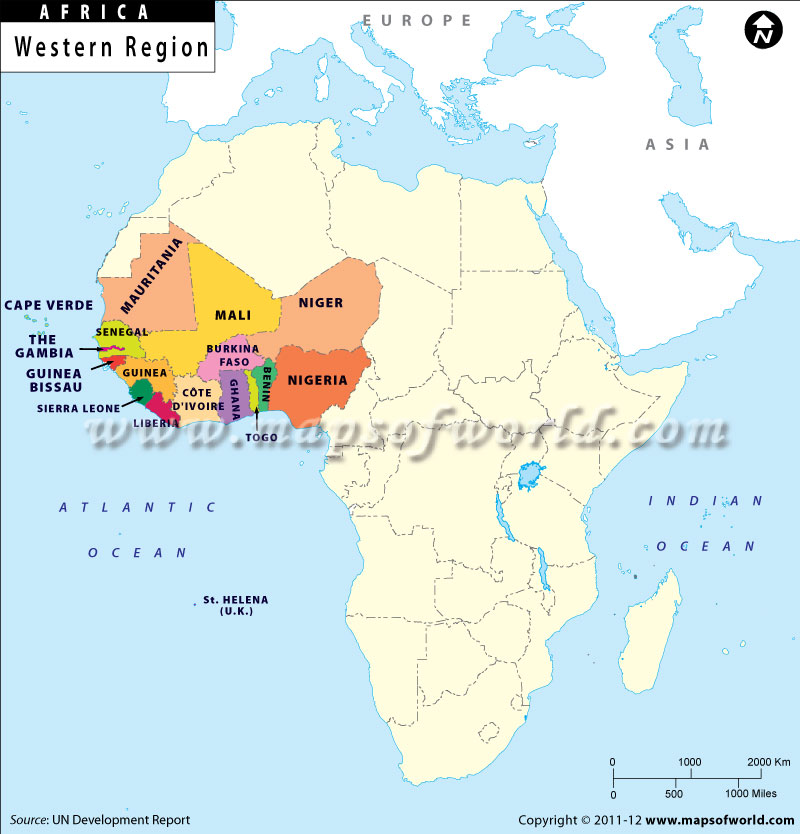 AFRICA
Western Region
EUROPE
N
ASIA
MAURITANIA
CAPE VERDE
NIGER
MALI
SENEGAL
THE
GAMBIA
BURKINA
FASO
GUINEA
BISSAU
GUINEA
BENIN
NIGERIA
GHANA
CÔTE
D'IVOIRE
SIERRA LEONE
LIBERIA
TOGO
www.mapsofworld.com
ATLANTIC
OCEAN
INDIAN
OCEAN
St. HELENA
(U.K.)
0 1000 2000 Km
0 500 1000 Miles
Source: UN Development Report
Copyright © 2011-12 www.mapsofworld.com